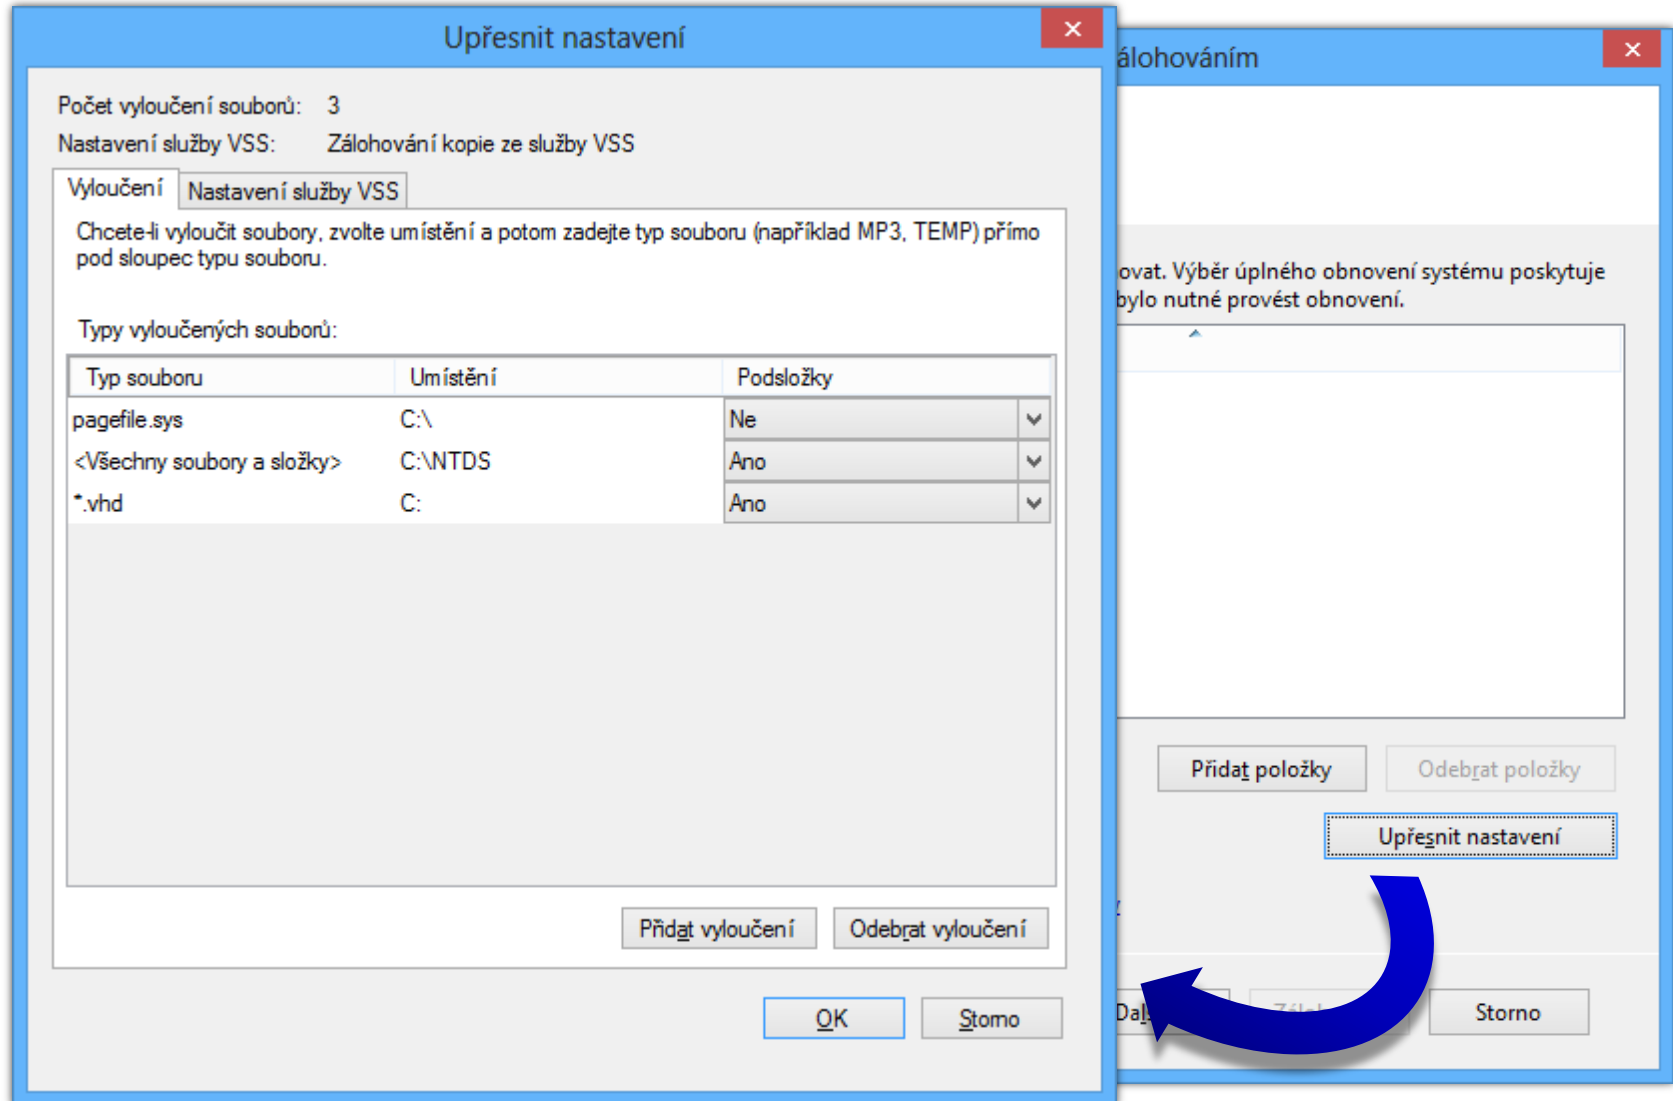 Upřesnit nastavení
Počet vyloučení souborů: 3
Nastavení služby VSS: Zálohování kopie ze služby VSS
Vyloučení Nastavení služby VSS
Chcete-li vyloučit soubory, zvolte umístění a potom zadejte typ souboru (například MP3, TEMP) přímo
pod sloupec typu souboru.
Typy vyloučených souborů:
Typ souboru Umístění Podsložky
pagefile.sys C:\ Ne
<Všechny soubory a složky> C:\NTDS Ano
*.vhd C: Ano
Přidat vyloučení Odebrat vyloučení
OK Storno
álohováním
ovat. Výběr úplného obnovení systému poskytuje
bylo nutné provést obnovení.
Přidat položky Odebrat položky
Upřesnit nastavení
Storno